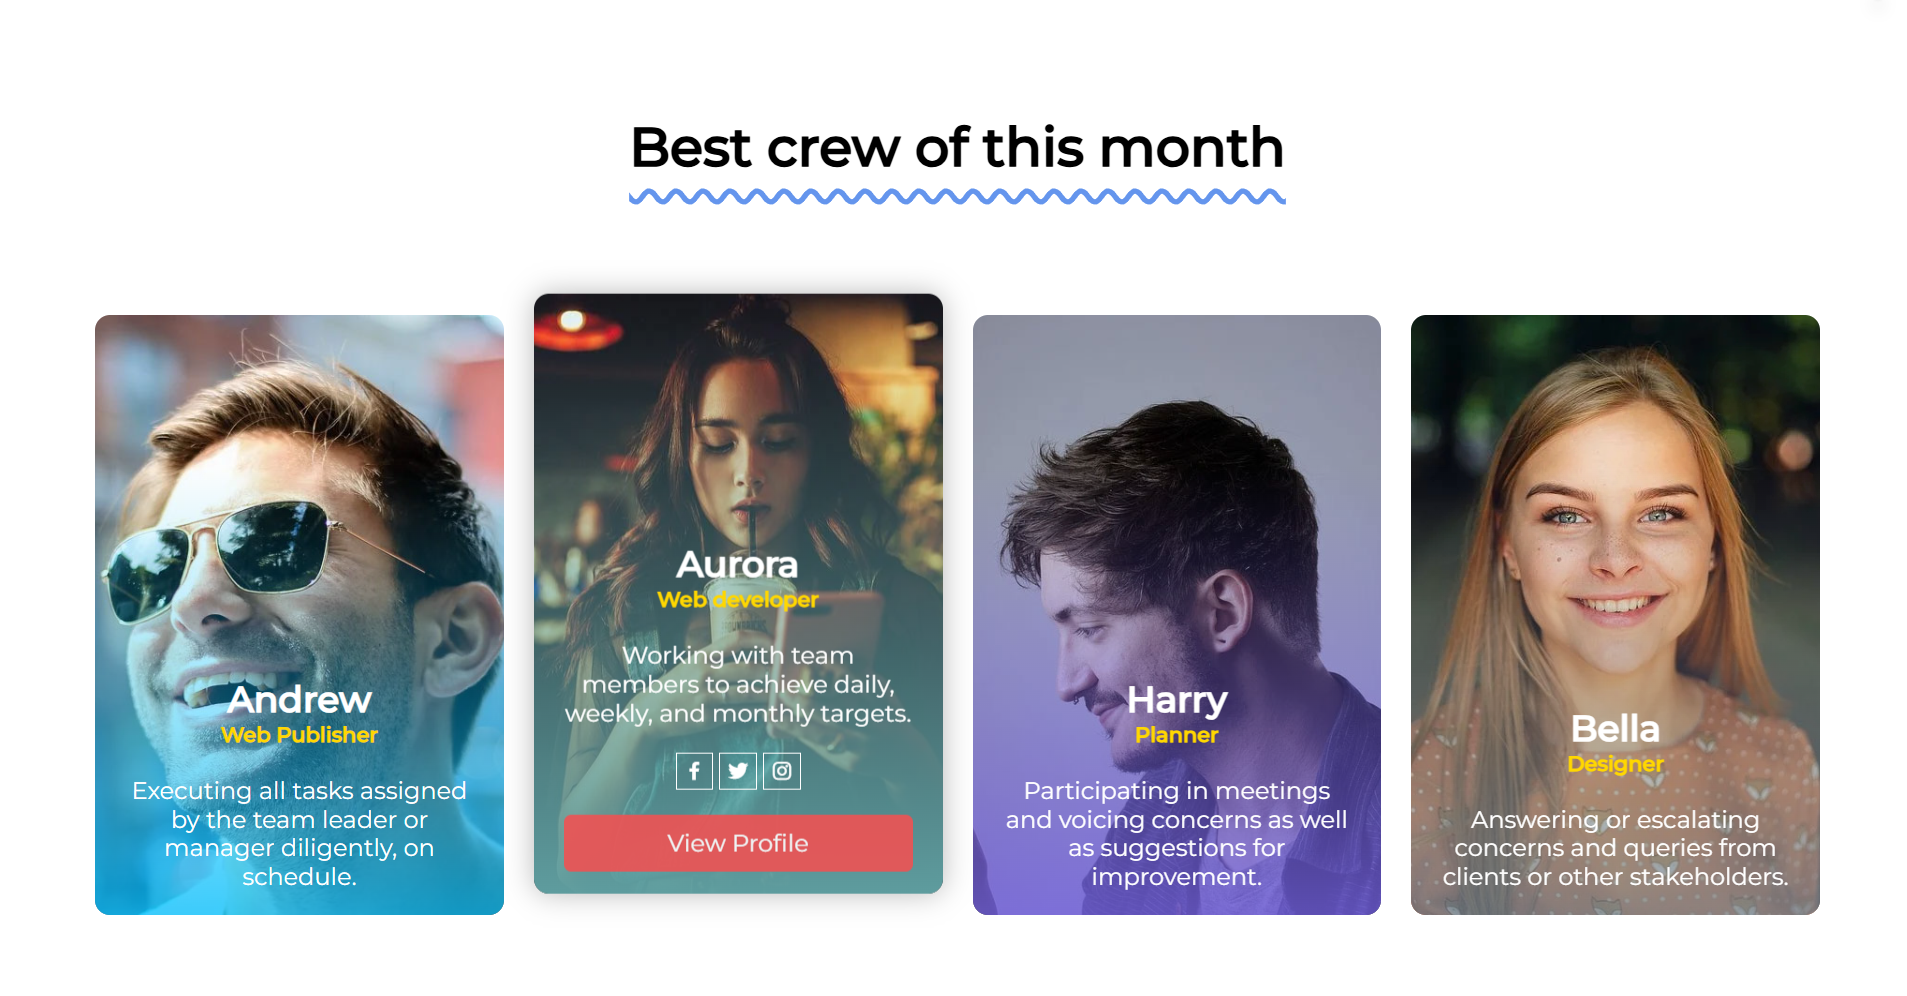 Best crew of this month
Andrew
Web Publisher
Executing all tasks assigned
by the team leader or
manager diligently, on
schedule.
Aurora
Web developer
Working with team
members to achieve daily,
weekly, and monthly targets.
View Profile
Harry
Planner
Participating in meetings
and voicing concerns as well
as suggestions for
improvement.
Bella
Designer
Answering or escalating
concerns and queries from
clients or other stakeholders.